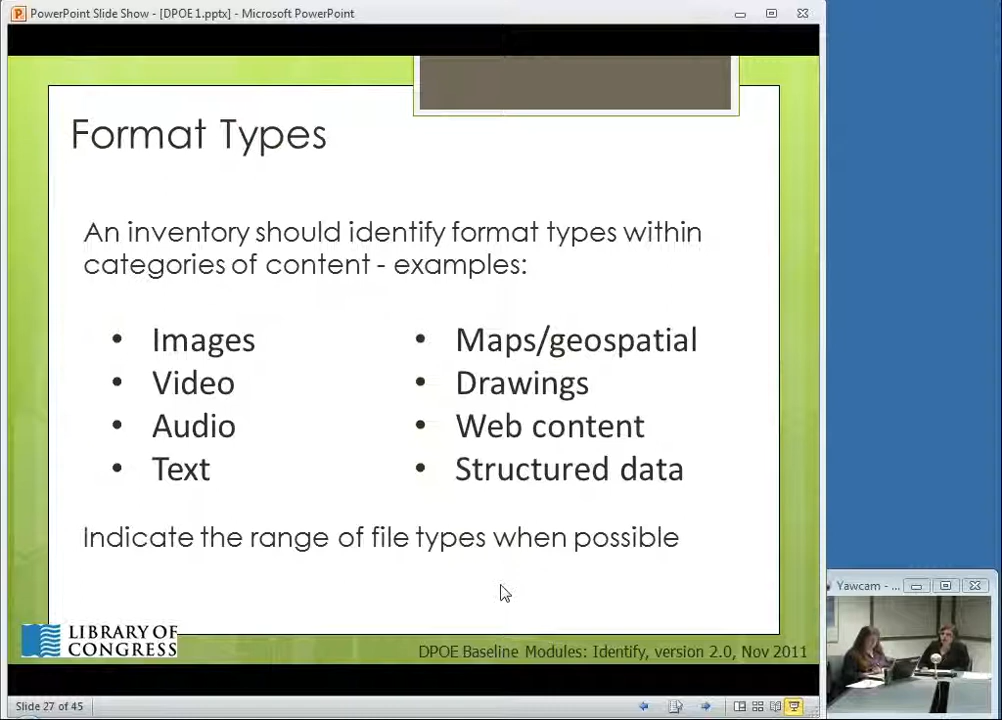 PowerPoint Slide Show - [DPOE 1.pptx] - Microsoft PowerPoint
Format Types
An inventory should identify format types within
categories of content - examples:
• Images
• Video
• Audio
• Text
• Maps/geospatial
• Drawings
• Web content
• Structured data
Indicate the range of file types when possible
LIBRARY OF
CONGRESS
DPOE Baseline Modules: Identify, version 2.0, Nov 2011
Slide 27 of 45
Yawcam - ...